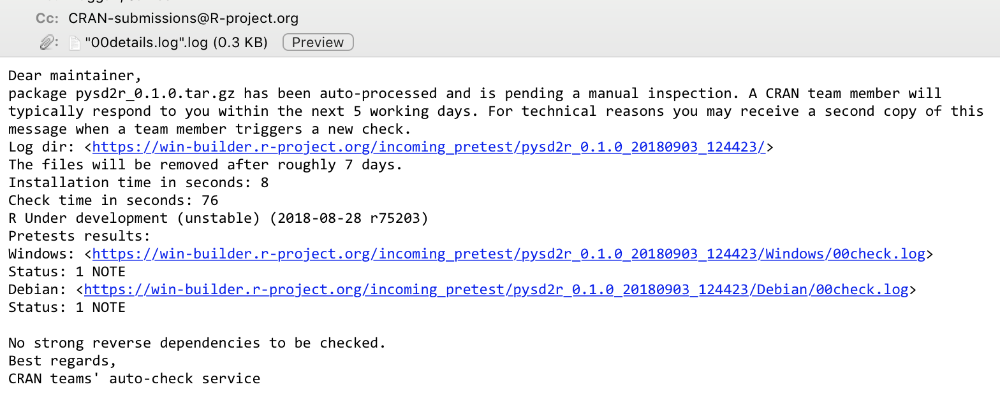 Cc: CRAN-submissions@R-project.org
"00details.log".log (0.3 KB) Preview
Dear maintainer,
package pysd2r_0.1.0.tar.gz has been auto-processed and is pending a manual inspection. A CRAN team member will
typically respond to you within the next 5 working days. For technical reasons you may receive a second copy of this
message when a team member triggers a new check.
Log dir: <https://win-builder.r-project.org/incoming_pretest/pysd2r_0.1.0_20180903_124423/>
The files will be removed after roughly 7 days.
Installation time in seconds: 8
Check time in seconds: 76
R Under development (unstable) (2018-08-28 r75203)
Pretests results:
Windows: <https://win-builder.r-project.org/incoming_pretest/pysd2r_0.1.0_20180903_124423/Windows/00check.log>
Status: 1 NOTE
Debian: <https://win-builder.r-project.org/incoming_pretest/pysd2r_0.1.0_20180903_124423/Debian/00check.log>
Status: 1 NOTE
No strong reverse dependencies to be checked.
Best regards,
CRAN teams' auto-check service